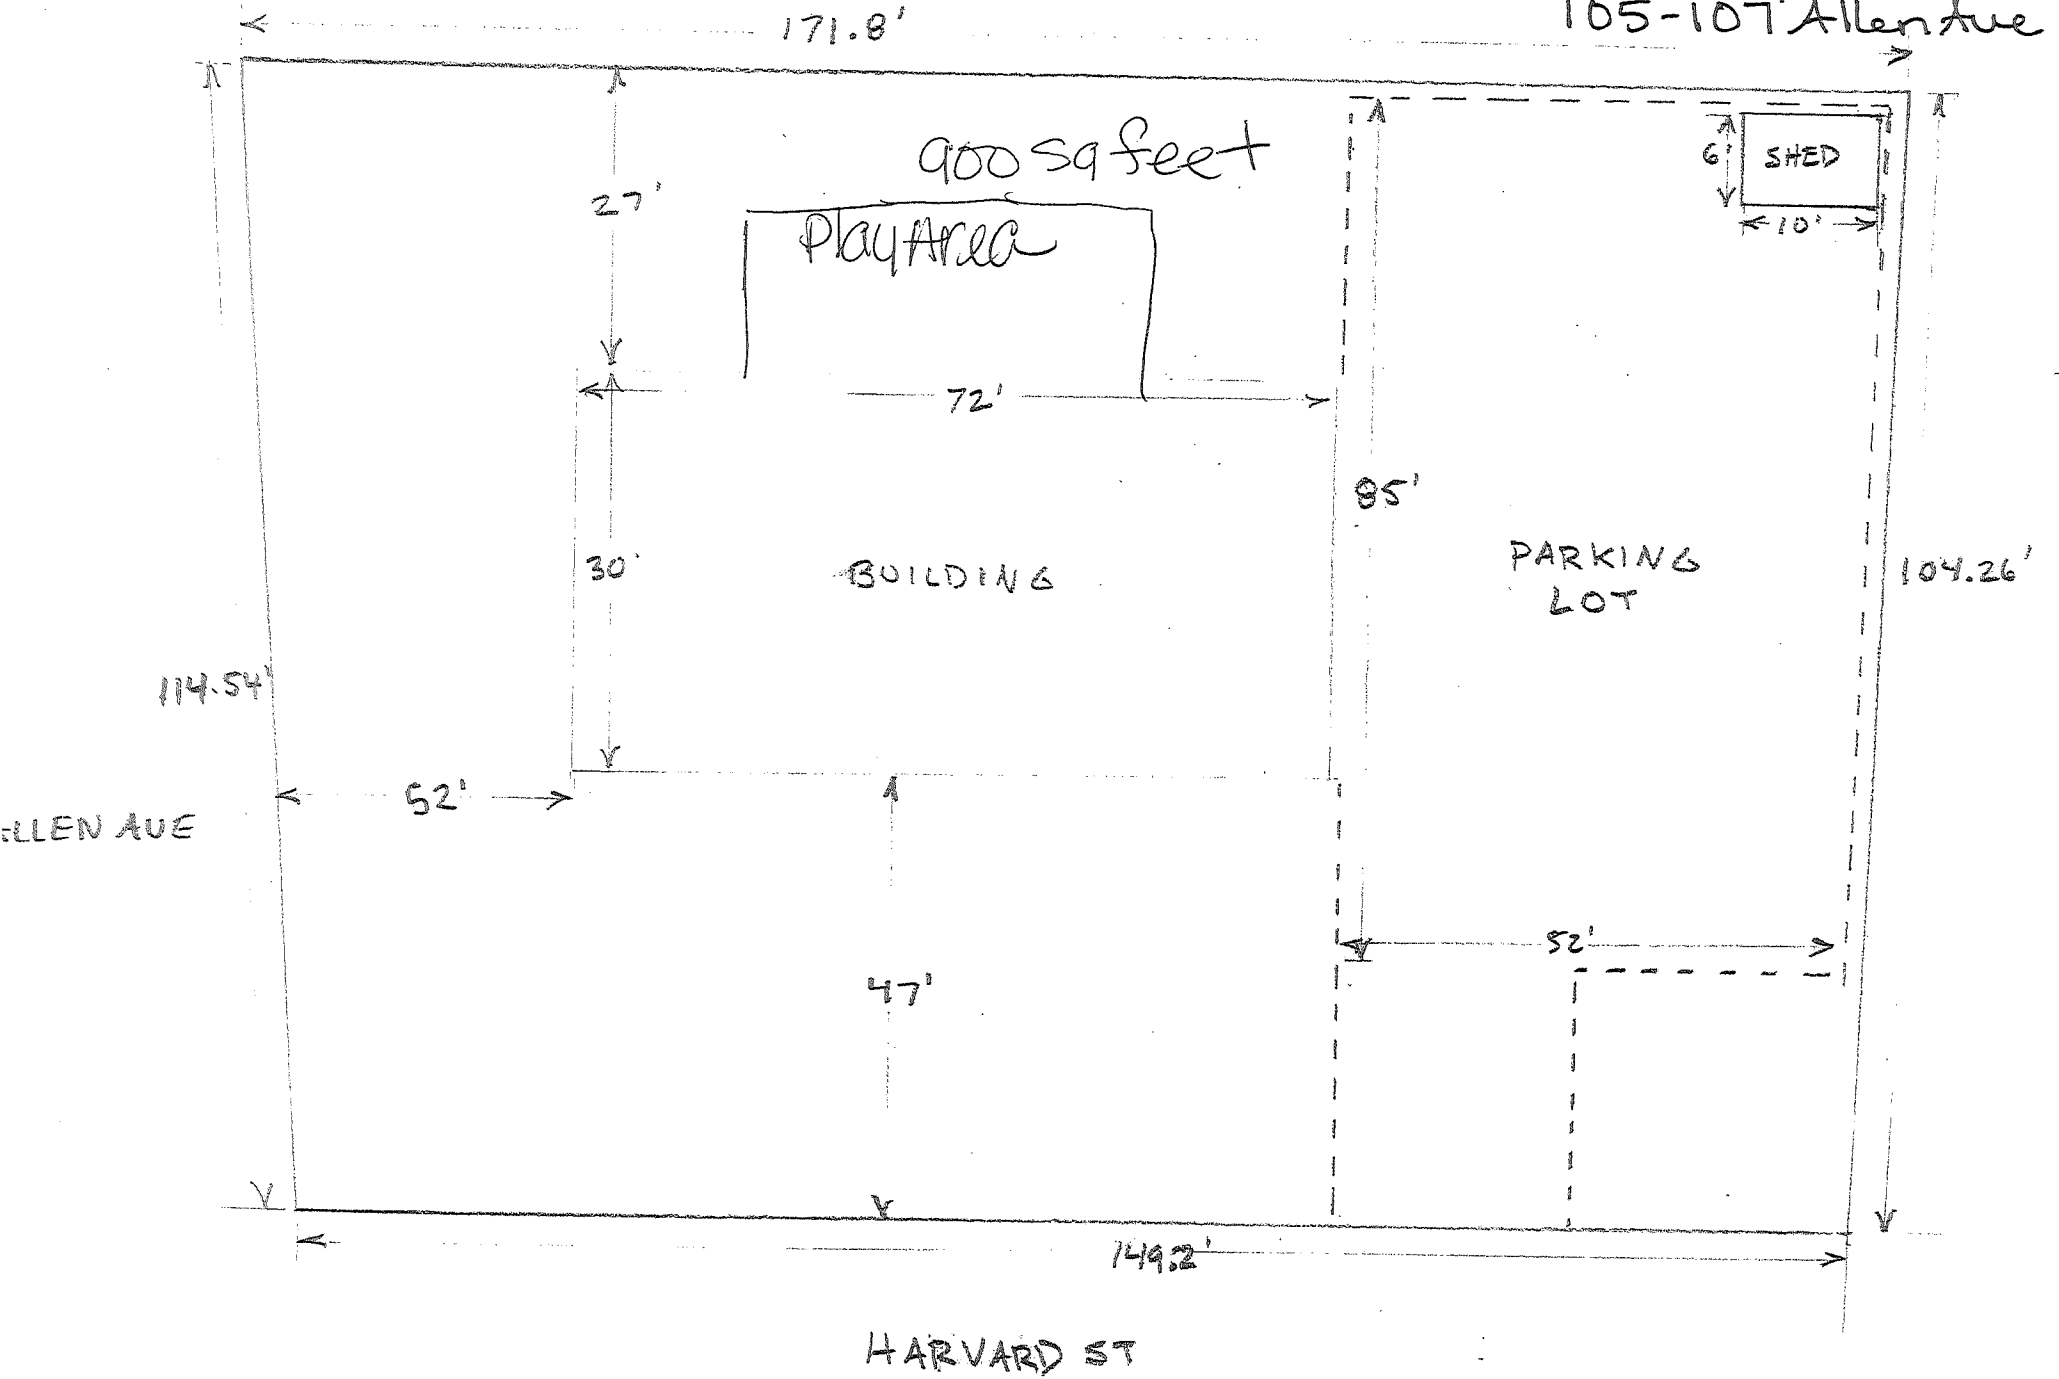 105-107 Allen Ave
171.8'
900 sq feet
Play Area
27'
6'
SHED
10'
72'
85'
30'
BUILDING
PARKING
LOT
104.26'
114.54'
52'
ALLEN AVE
52'
47'
149.2'
HARVARD ST